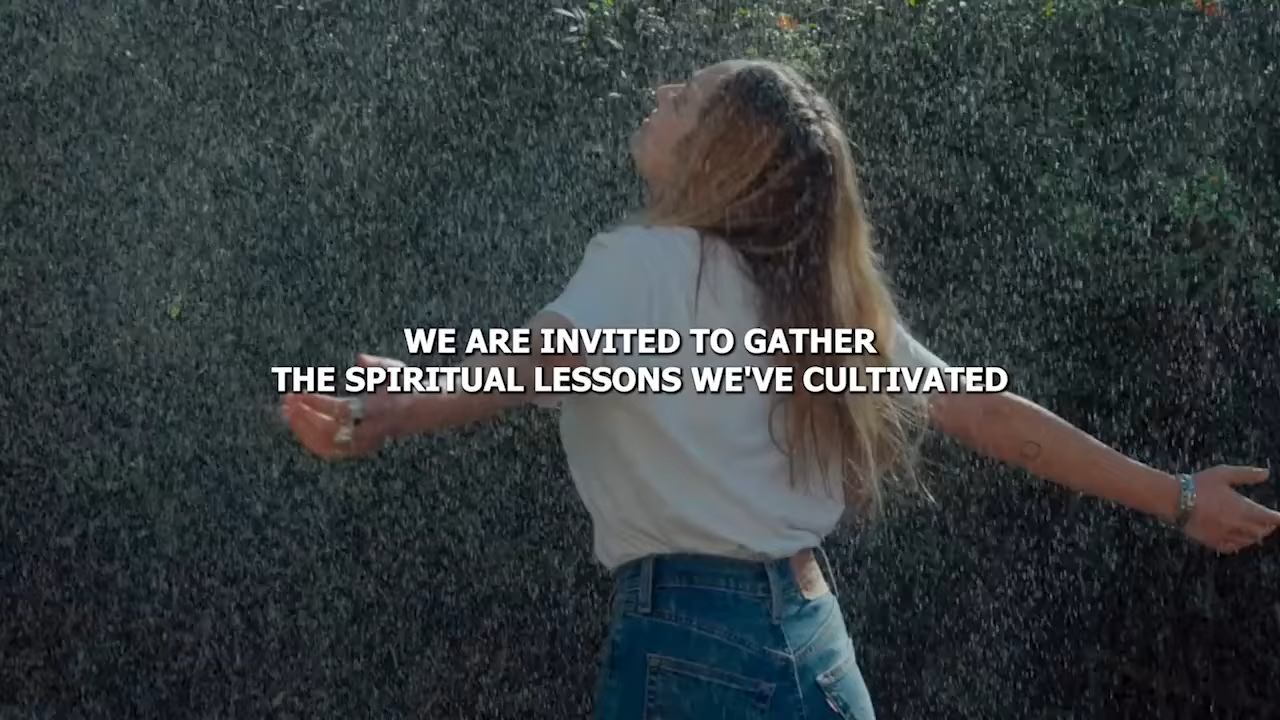 WE ARE INVITED TO GATHER
THE SPIRITUAL LESSONS WE'VE CULTIVATED